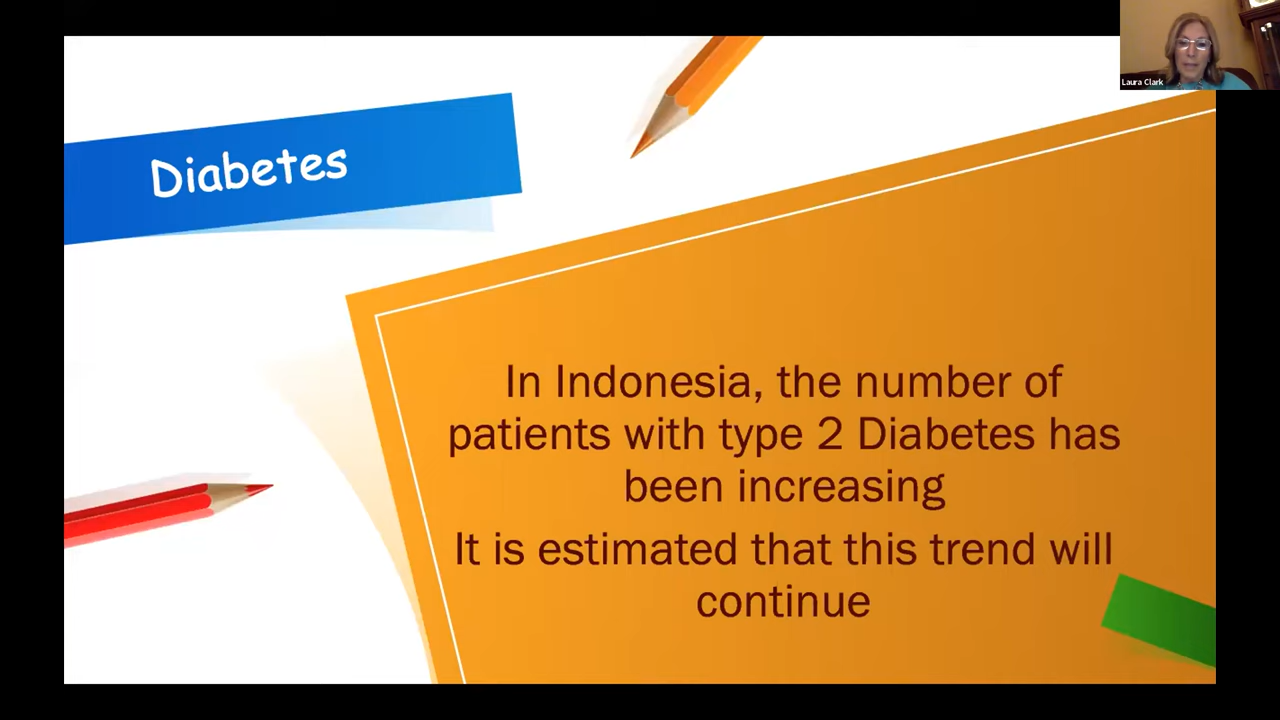 Laura Clark
Diabetes
In Indonesia, the number of
patients with type 2 Diabetes has
been increasing
It is estimated that this trend will
continue